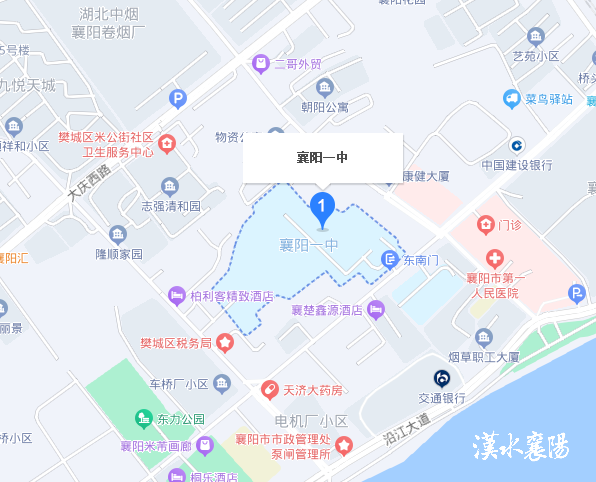 湖北中烟
襄阳卷烟厂
襄阳花园
5号楼
九悦天城
二哥外贸
艺苑小区
桥头
朝阳公寓
菜鸟驿站
祥和小区
樊城区米公街社区
卫生服务中心
物资公
襄阳一中
中国建设银行
大庆西路
康健大厦
志强清和园
1
门诊
襄阳一中
隆顺家园
东南门
襄阳汇
襄阳市第一
人民医院
柏利客精致酒店
襄楚鑫源酒店
丽景
樊城区税务局
烟草职工大厦
车桥厂小区
天济大药房
交通银行
东力公园
电机厂小区
沿江大道
桥小区
襄阳米芾画廊
襄阳市市政管理处
泵闸管理所
汉水襄阳
桐乐酒店